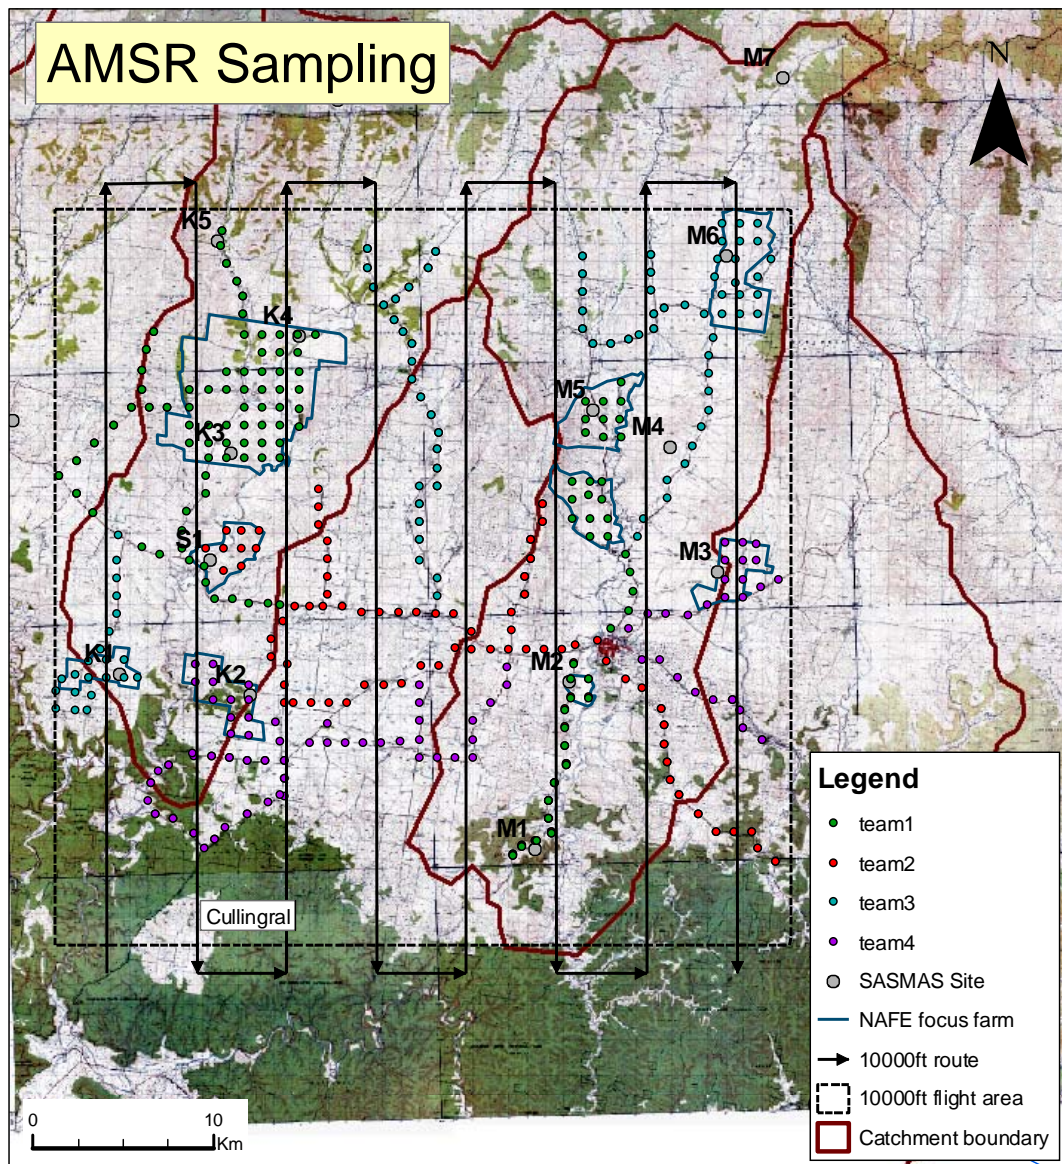 AMSR Sampling
M7
N
K5
M6
K4
M5
M4
K3
S1
M3
K1
K2
M2
M1
Cullingral
Legend
team1
team2
team3
team4
SASMAS Site
NAFE focus farm
10000ft route
10000ft flight area
Catchment boundary
0 10
Km